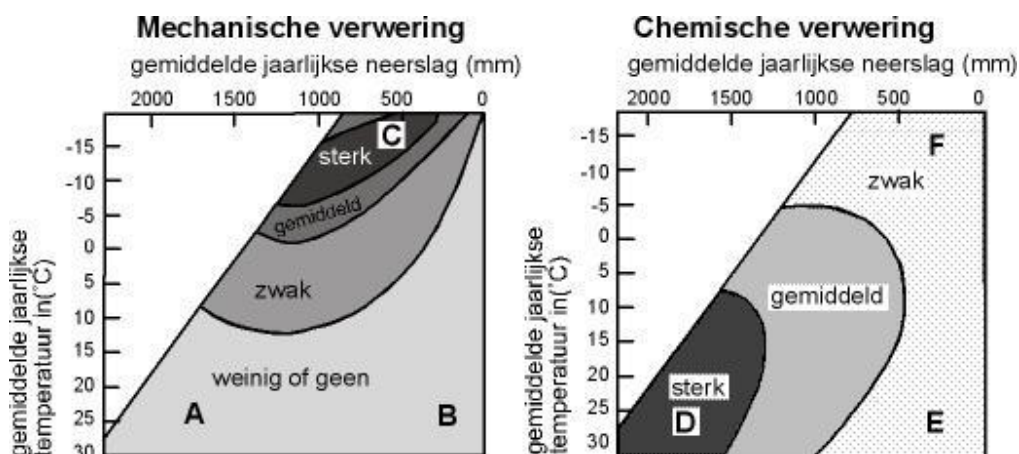 Mechanische verwering
gemiddelde jaarlijkse neerslag (mm)
2000 1500 1000 500 0
-15
-10
-5
0
5
10
15
20
25
30
gemiddelde jaarlijkse
temperatuur in(°C)
C
sterk
gemiddeld
zwak
weinig of geen
A B
Chemische verwering
gemiddelde jaarlijkse neerslag (mm)
2000 1500 1000 500 0
-15
-10
-5
0
5
10
15
20
25
30
gemiddelde jaarlijkse
temperatuur in(°C)
F
zwak
gemiddeld
sterk
D E